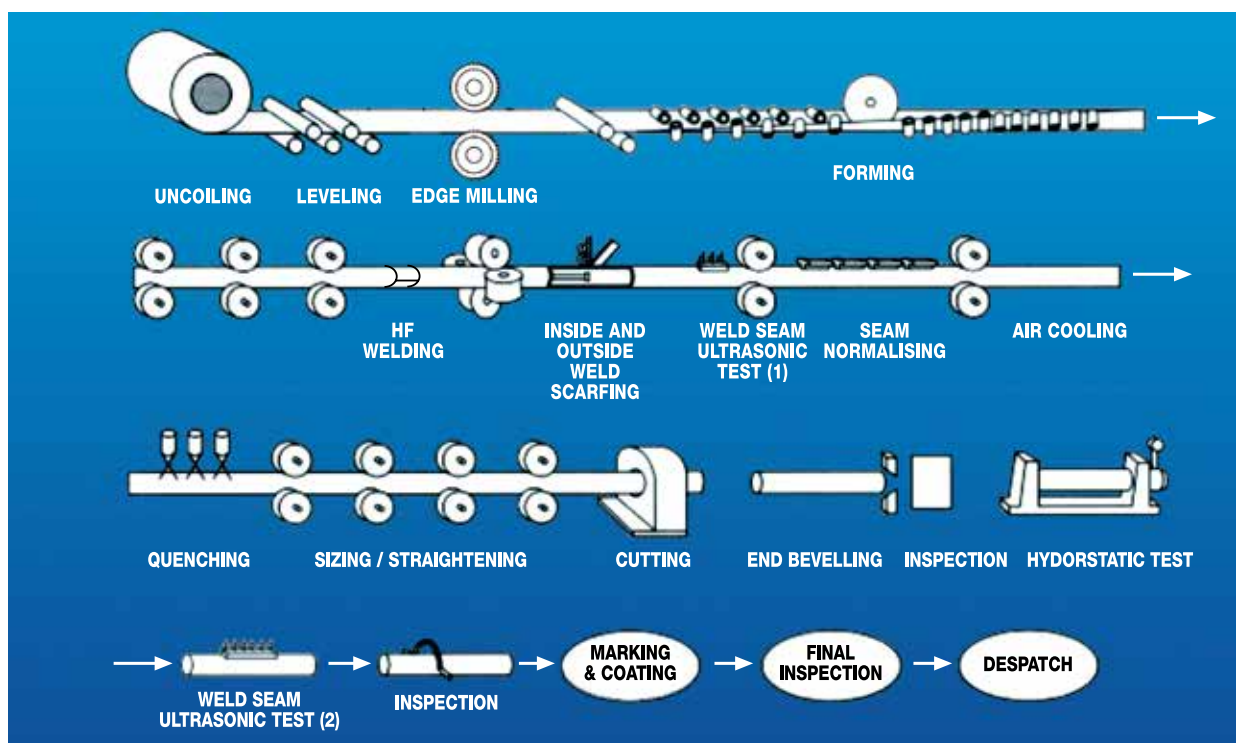 UNCOILING
LEVELING
EDGE MILLING
FORMING
HF
WELDING
INSIDE AND
OUTSIDE
WELD
SCARFING
WELD SEAM
ULTRASONIC
TEST (1)
SEAM
NORMALISING
AIR COOLING
QUENCHING
SIZING / STRAIGHTENING
CUTTING
END BEVELLING
INSPECTION
HYDORSTATIC TEST
WELD SEAM
ULTRASONIC TEST (2)
INSPECTION
MARKING
& COATING
FINAL
INSPECTION
DESPATCH